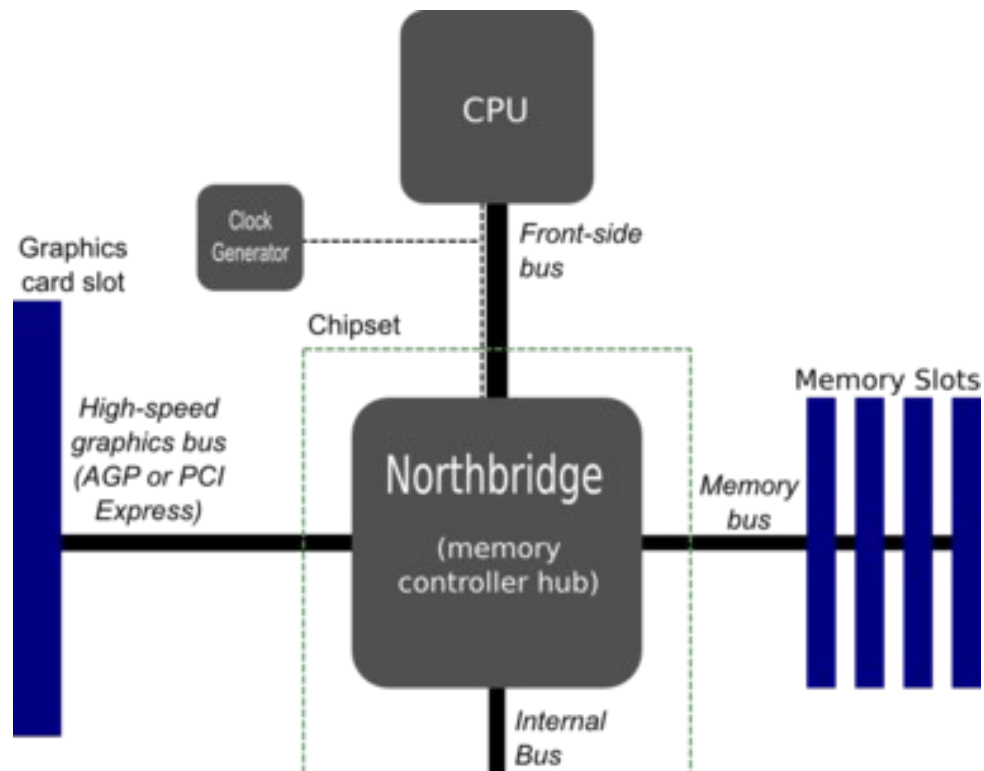 CPU
Clock
Generator
Front-side
bus
Graphics
card slot
Chipset
Memory Slots
High-speed
graphics bus
(AGP or PCI
Express)
Northbridge
(memory
controller hub)
Memory
bus
Internal
Bus